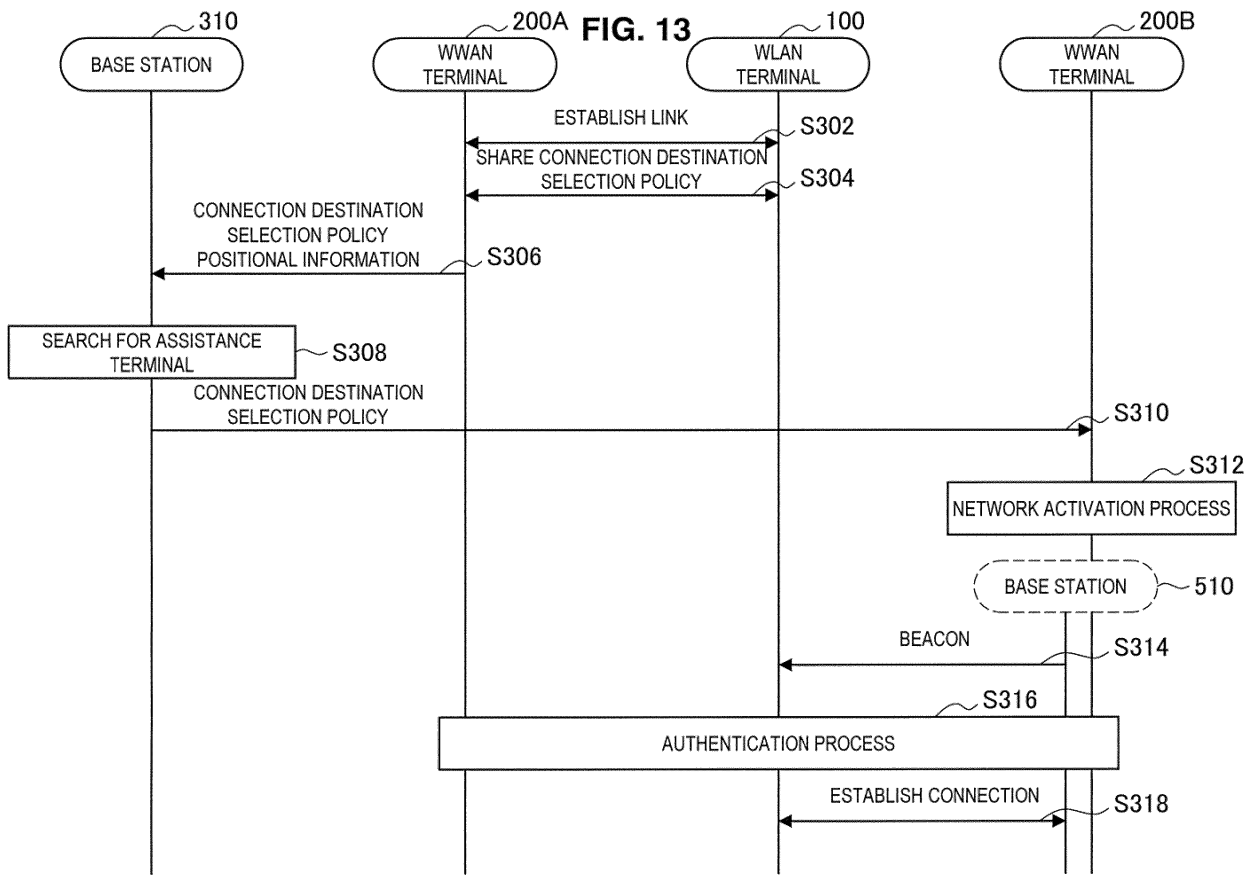 FIG. 13
310
200A
100
200B
BASE STATION
WWAN
TERMINAL
WLAN
TERMINAL
WWAN
TERMINAL
ESTABLISH LINK
S302
SHARE CONNECTION DESTINATION
SELECTION POLICY
S304
CONNECTION DESTINATION
SELECTION POLICY
POSITIONAL INFORMATION
S306
SEARCH FOR ASSISTANCE
TERMINAL
S308
CONNECTION DESTINATION
SELECTION POLICY
S310
S312
NETWORK ACTIVATION PROCESS
BASE STATION
510
BEACON
S314
S316
AUTHENTICATION PROCESS
ESTABLISH CONNECTION
S318